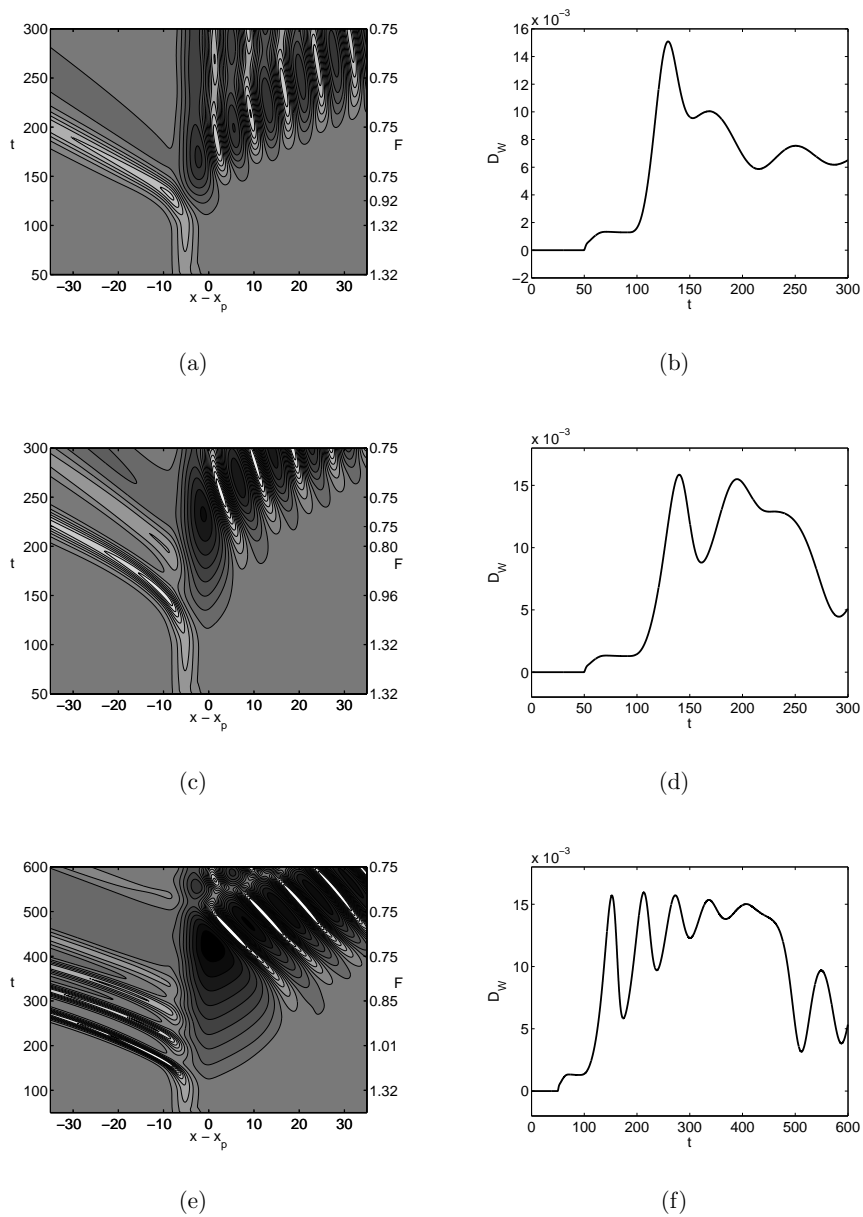 300
250
200
150
100
50
t
−30 −20 −10 0 10 20 30
x − x_p
0.75
0.75
0.75
0.75
0.92
1.32
1.32
F
(a)
x 10^−3
16
14
12
10
8
6
4
2
0
−2
D_W
0 50 100 150 200 250 300
t
(b)
300
250
200
150
100
50
t
−30 −20 −10 0 10 20 30
x − x_p
0.75
0.75
0.75
0.80
0.96
1.32
1.32
F
(c)
x 10^−3
15
10
5
0
D_W
0 50 100 150 200 250 300
t
(d)
600
500
400
300
200
100
t
−30 −20 −10 0 10 20 30
x − x_p
0.75
0.75
0.75
0.85
1.01
1.32
F
(e)
x 10^−3
15
10
5
0
D_W
0 100 200 300 400 500 600
t
(f)